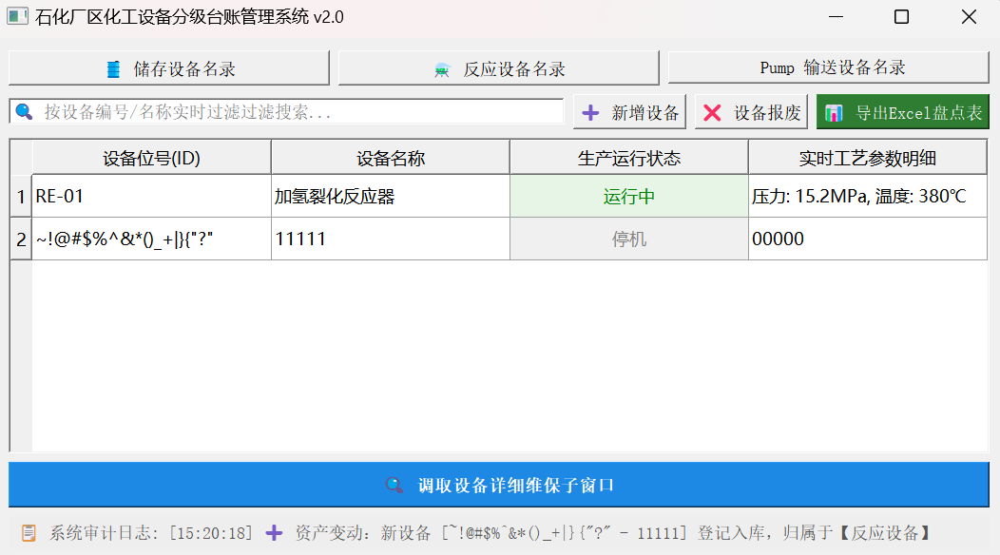 石化厂区化工设备分级台账管理系统 v2.0
储存设备名录
反应设备名录
Pump 输送设备名录
按设备编号/名称实时过滤过滤搜索...
新增设备
设备报废
导出Excel盘点表
设备位号(ID) 设备名称 生产运行状态 实时工艺参数明细
1 RE-01 加氢裂化反应器 运行中 压力: 15.2MPa, 温度: 380℃
2 ~!@#$%^&*()_+|}{"?" 11111 停机 00000
调取设备详细维保子窗口
系统审计日志: [15:20:18] ➕ 资产变动: 新设备 [~!@#$%^&*()_+|}{"?" - 11111] 登记入库，归属于【反应设备】